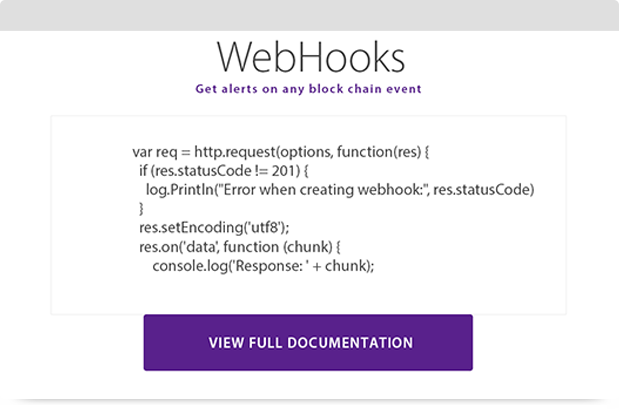 WebHooks
Get alerts on any block chain event
var req = http.request(options, function(res) {
if (res.statusCode != 201) {
log.Println("Error when creating webhook:", res.statusCode)
}
res.setEncoding('utf8');
res.on('data', function (chunk) {
console.log('Response: ' + chunk);
VIEW FULL DOCUMENTATION